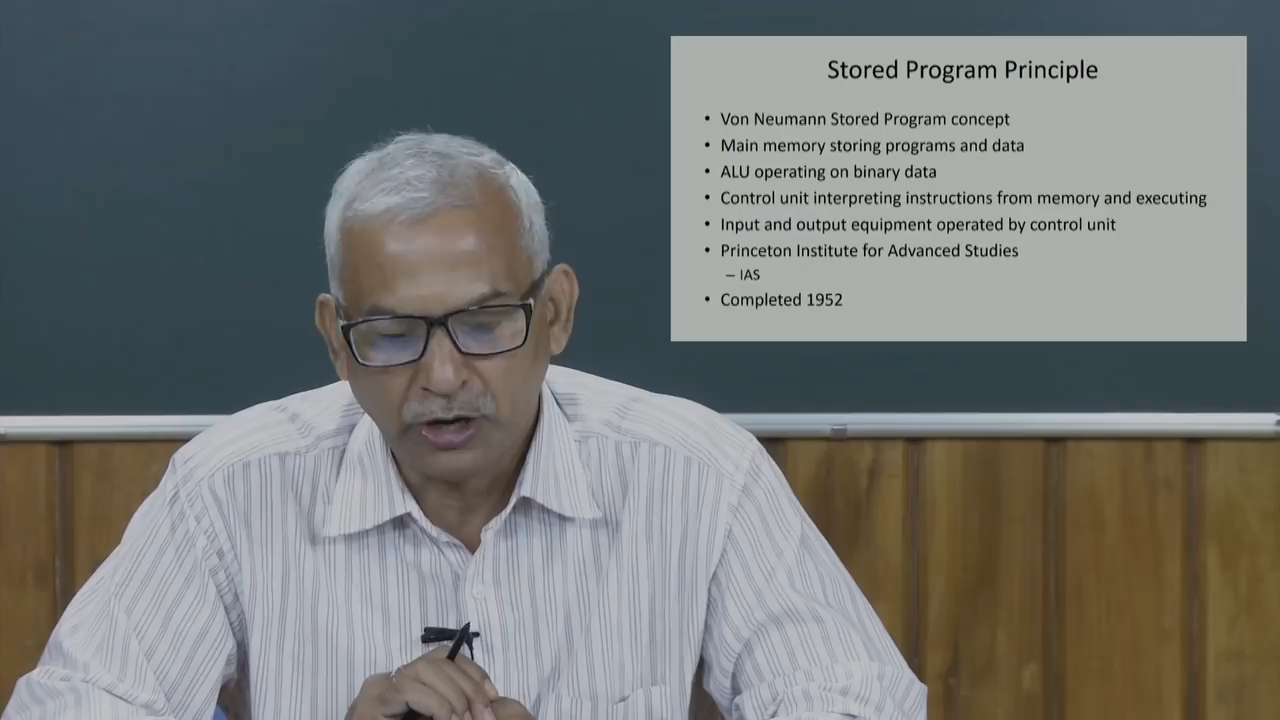 Stored Program Principle
• Von Neumann Stored Program concept
• Main memory storing programs and data
• ALU operating on binary data
• Control unit interpreting instructions from memory and executing
• Input and output equipment operated by control unit
• Princeton Institute for Advanced Studies
– IAS
• Completed 1952